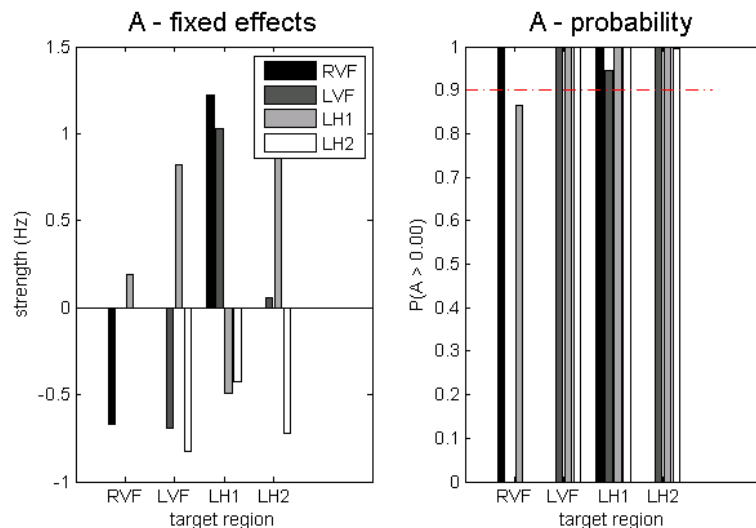 A - fixed effects
1.5
1
0.5
0
-0.5
-1
strength (Hz)
RVF
LVF
LH1
LH2
RVF LVF LH1 LH2
target region
A - probability
1
0.9
0.8
0.7
0.6
0.5
0.4
0.3
0.2
0.1
0
P(A > 0.00)
RVF LVF LH1 LH2
target region